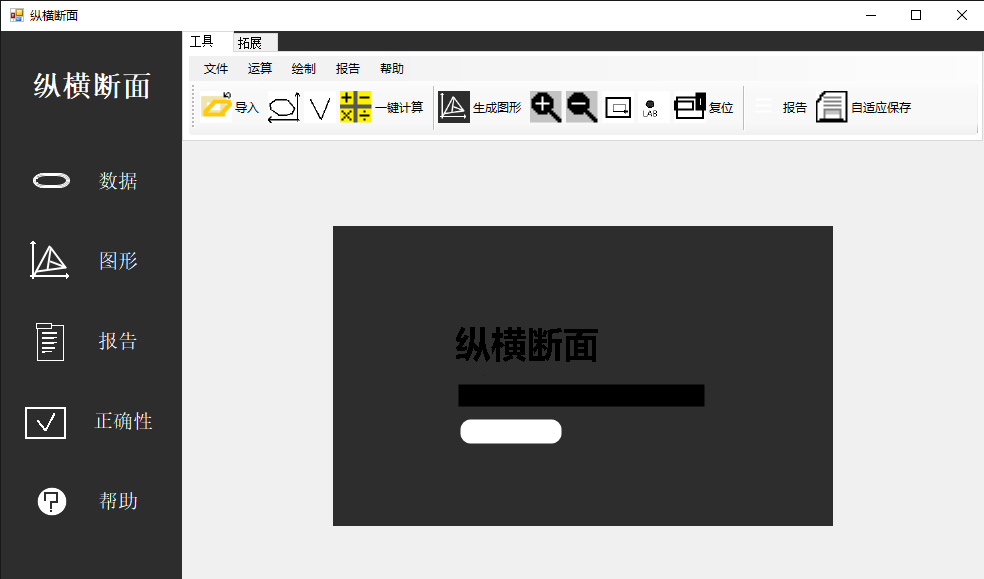 纵横断面
工具 拓展
文件 运算 绘制 报告 帮助
导入 一键计算 生成图形 LAB 复位 报告 自适应保存
纵横断面
数据
图形
报告
正确性
帮助
纵横断面